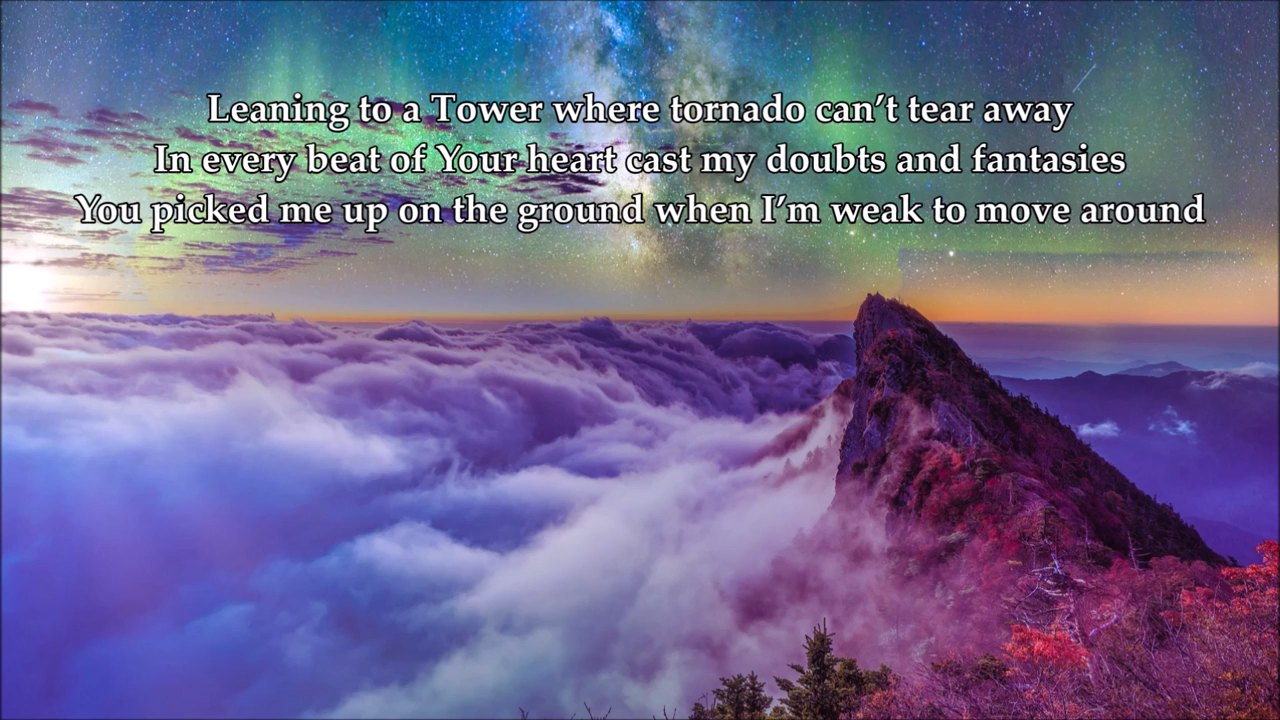 Leaning to a Tower where tornado can’t tear away
In every beat of Your heart cast my doubts and fantasies
You picked me up on the ground when I’m weak to move around